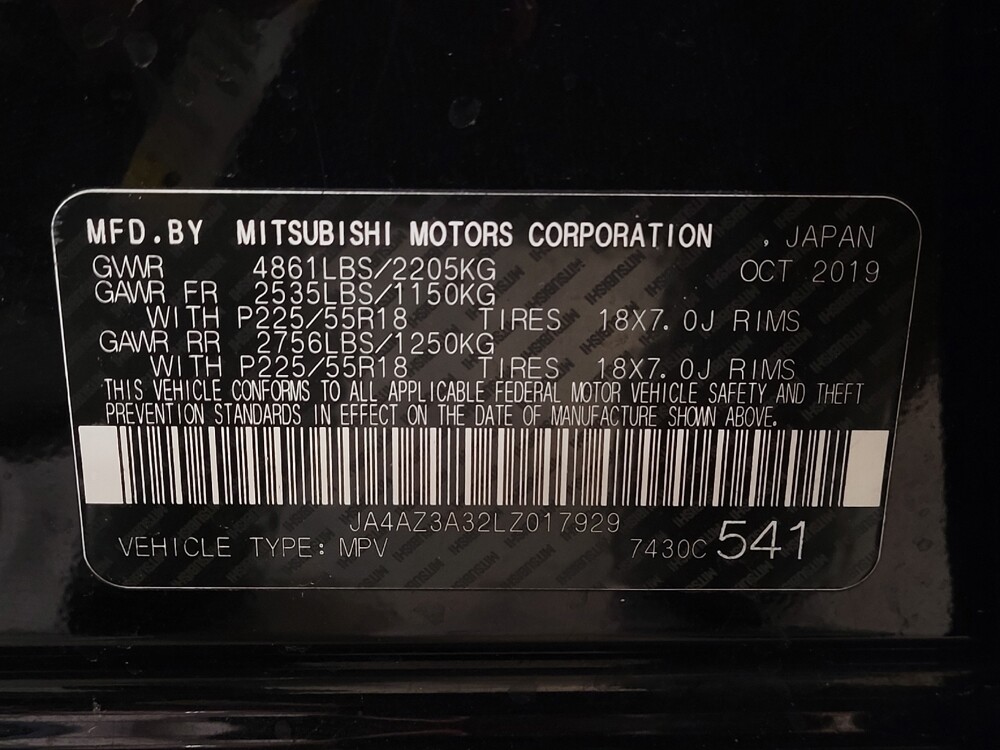 MFD.BY MITSUBISHI MOTORS CORPORATION , JAPAN
GVWR 4861LBS/2205KG OCT 2019
GAWR FR 2535LBS/1150KG
WITH P225/55R18 TIRES 18X7.0J RIMS
GAWR RR 2756LBS/1250KG
WITH P225/55R18 TIRES 18X7.0J RIMS
THIS VEHICLE CONFORMS TO ALL APPLICABLE FEDERAL MOTOR VEHICLE SAFETY AND THEFT
PREVENTION STANDARDS IN EFFECT ON THE DATE OF MANUFACTURE SHOWN ABOVE.
JA4AZ3A32LZ017929
VEHICLE TYPE: MPV 7430C 541